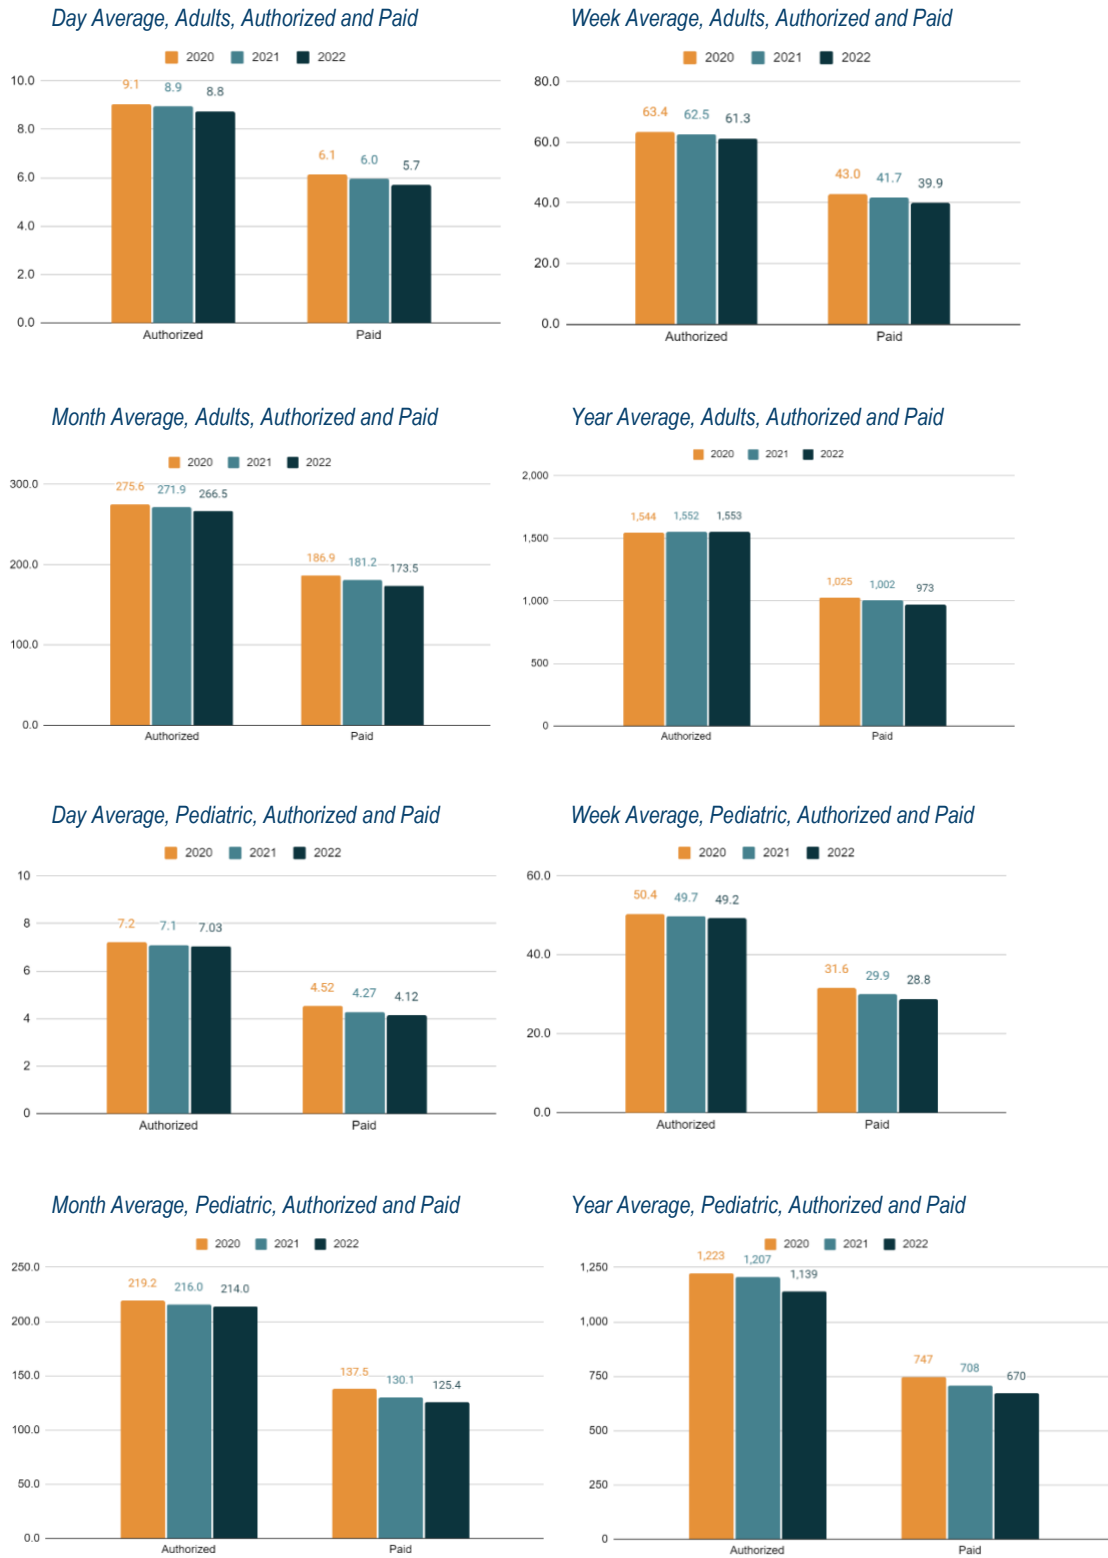 Day Average, Adults, Authorized and Paid
2020 2021 2022
10.0
9.1 8.9 8.8
8.0
6.1 6.0 5.7
6.0
4.0
2.0
0.0
Authorized Paid
Week Average, Adults, Authorized and Paid
2020 2021 2022
80.0
63.4 62.5 61.3
60.0
43.0 41.7 39.9
40.0
20.0
0.0
Authorized Paid
Month Average, Adults, Authorized and Paid
2020 2021 2022
300.0
275.6 271.9 266.5
200.0
186.9 181.2 173.5
100.0
0.0
Authorized Paid
Year Average, Adults, Authorized and Paid
2020 2021 2022
2,000
1,544 1,552 1,553
1,500
1,025 1,002 973
1,000
500
0
Authorized Paid
Day Average, Pediatric, Authorized and Paid
2020 2021 2022
10
8
7.2 7.1 7.03
6
4.52 4.27 4.12
4
2
0
Authorized Paid
Week Average, Pediatric, Authorized and Paid
2020 2021 2022
60.0
50.4 49.7 49.2
40.0
31.6 29.9 28.8
20.0
0.0
Authorized Paid
Month Average, Pediatric, Authorized and Paid
2020 2021 2022
250.0
219.2 216.0 214.0
200.0
150.0
137.5 130.1 125.4
100.0
50.0
0.0
Authorized Paid
Year Average, Pediatric, Authorized and Paid
2020 2021 2022
1,223 1,207 1,139
1,250
1,000
747 708 670
750
500
250
0
Authorized Paid